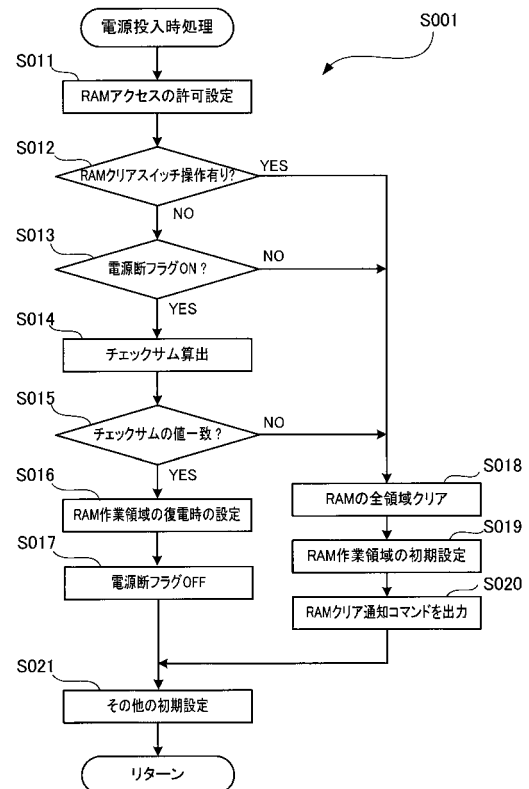 電源投入時処理
S001
S011
RAMアクセスの許可設定
S012
RAMクリアスイッチ操作有り?
YES
NO
S013
電源断フラグON?
NO
YES
S014
チェックサム算出
S015
チェックサムの値一致?
NO
YES
S016
RAM作業領域の復電時の設定
S017
電源断フラグOFF
S018
RAMの全領域クリア
S019
RAM作業領域の初期設定
S020
RAMクリア通知コマンドを出力
S021
その他の初期設定
リターン